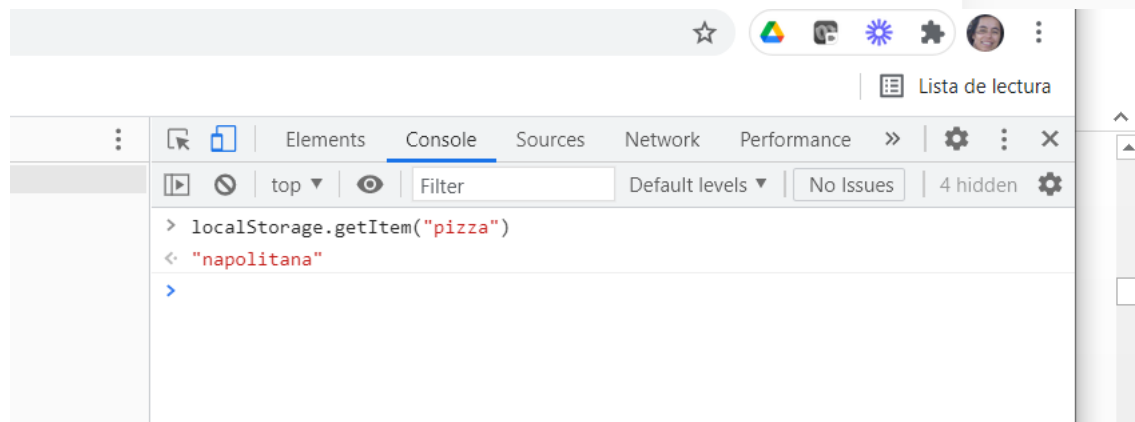 Lista de lectura
Elements Console Sources Network Performance »
top ▼ Filter Default levels ▼ No Issues 4 hidden
> localStorage.getItem("pizza")
"napolitana"
>